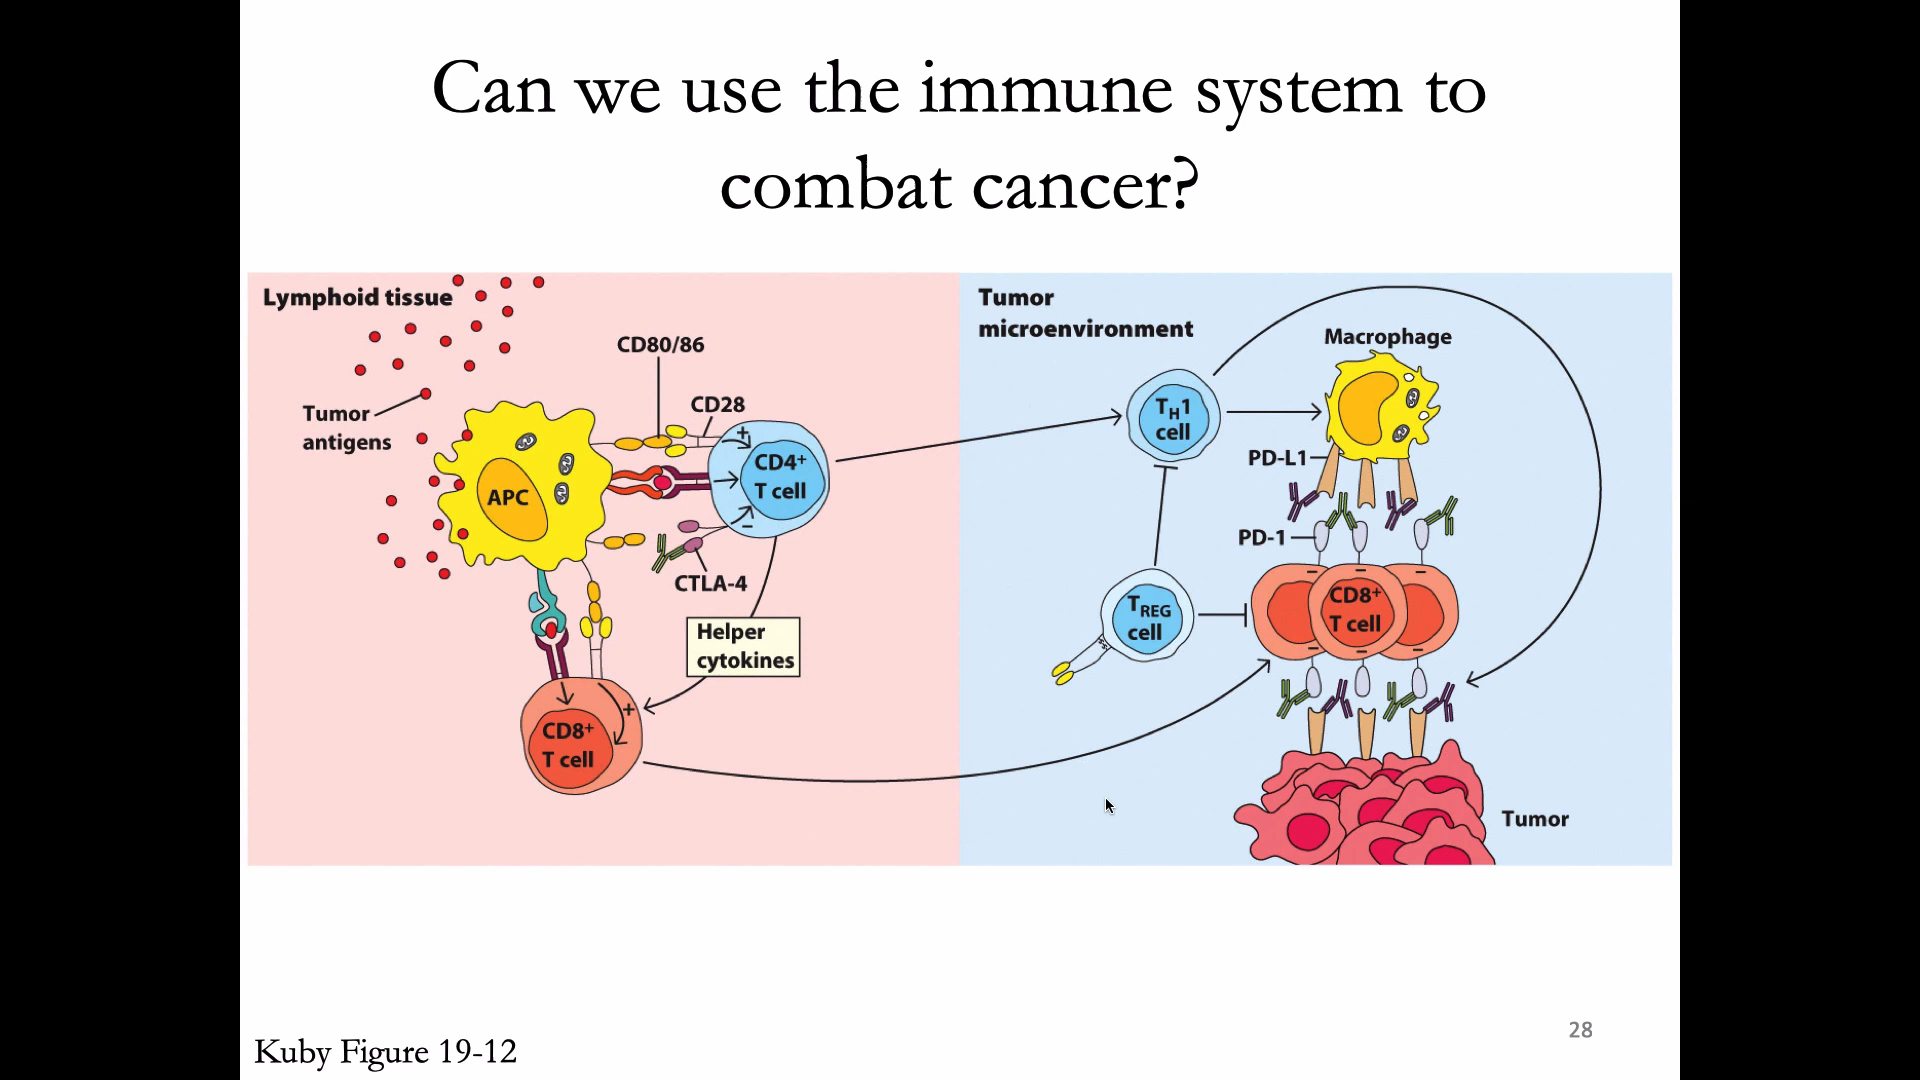 Can we use the immune system to
combat cancer?
Lymphoid tissue
Tumor
antigens
CD80/86
CD28
APC
+
CD4⁺
T cell
−
CTLA-4
Helper
cytokines
CD8⁺
T cell
+
Tumor
microenvironment
Macrophage
T_H1
cell
PD-L1
PD-1
T_REG
cell
− − −
CD8⁺
T cell
− − −
Tumor
28
Kuby Figure 19-12